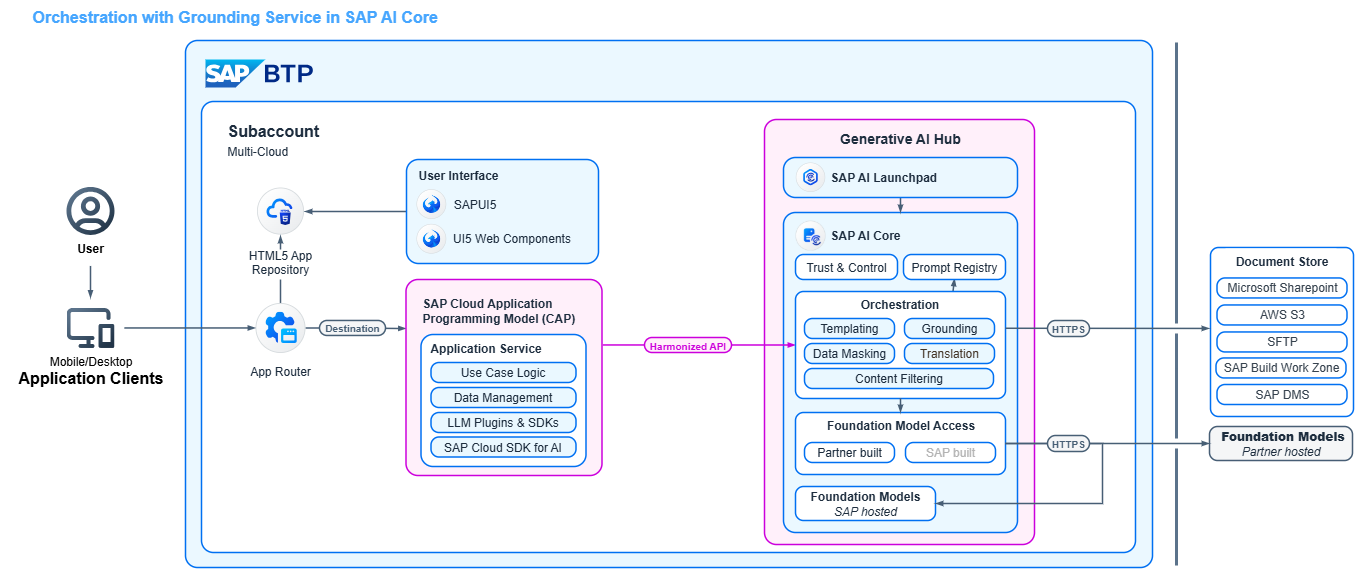 Orchestration with Grounding Service in SAP AI Core
SAP BTP
Subaccount
Multi-Cloud
User
Mobile/Desktop
Application Clients
5
HTML5 App
Repository
App Router
Destination
User Interface
SAPUI5
UI5 Web Components
SAP Cloud Application
Programming Model (CAP)
Application Service
Use Case Logic
Data Management
LLM Plugins & SDKs
SAP Cloud SDK for AI
Harmonized API
Generative AI Hub
SAP AI Launchpad
SAP AI Core
Trust & Control
Prompt Registry
Orchestration
Templating
Grounding
Data Masking
Translation
Content Filtering
Foundation Model Access
Partner built
SAP built
Foundation Models
SAP hosted
HTTPS
HTTPS
Document Store
Microsoft Sharepoint
AWS S3
SFTP
SAP Build Work Zone
SAP DMS
Foundation Models
Partner hosted